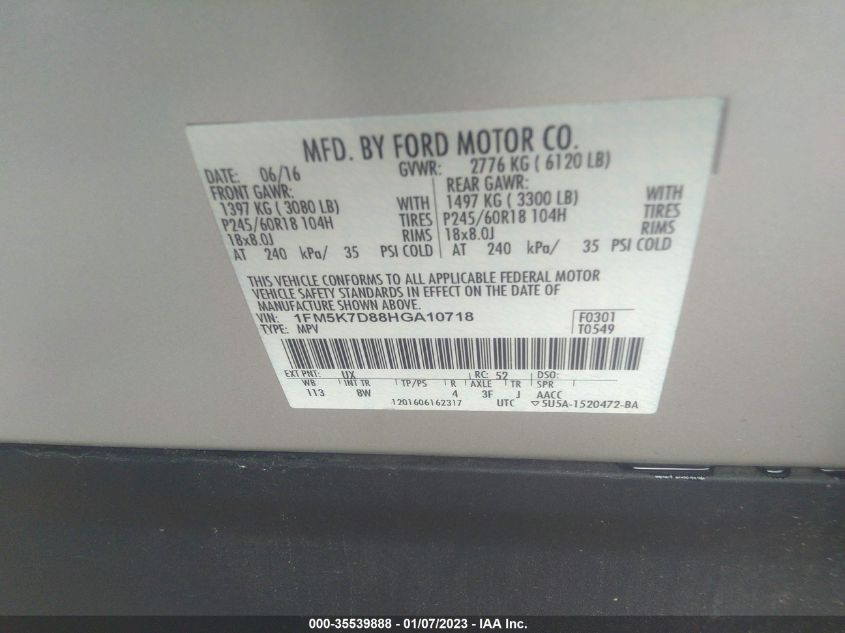 MFD. BY FORD MOTOR CO.
DATE: 06/16 GVWR: 2776 KG ( 6120 LB)
FRONT GAWR: REAR GAWR:
1397 KG ( 3080 LB) WITH 1497 KG ( 3300 LB) WITH
P245/60R18 104H TIRES P245/60R18 104H TIRES
18x8.0J RIMS 18x8.0J RIMS
AT 240 kPa/ 35 PSI COLD AT 240 kPa/ 35 PSI COLD
THIS VEHICLE CONFORMS TO ALL APPLICABLE FEDERAL MOTOR
VEHICLE SAFETY STANDARDS IN EFFECT ON THE DATE OF
MANUFACTURE SHOWN ABOVE.
VIN: 1FM5K7D88HGA10718 F0301
TYPE: MPV T0549
EXT PNT: UX RC: 52 DSO:
WB INT TR TP/PS R AXLE TR SPR
113 8W 4 3F J AACC
1201606162317 UTC ▽5U5A-1520472-BA
000-35539888 - 01/07/2023 - IAA Inc.